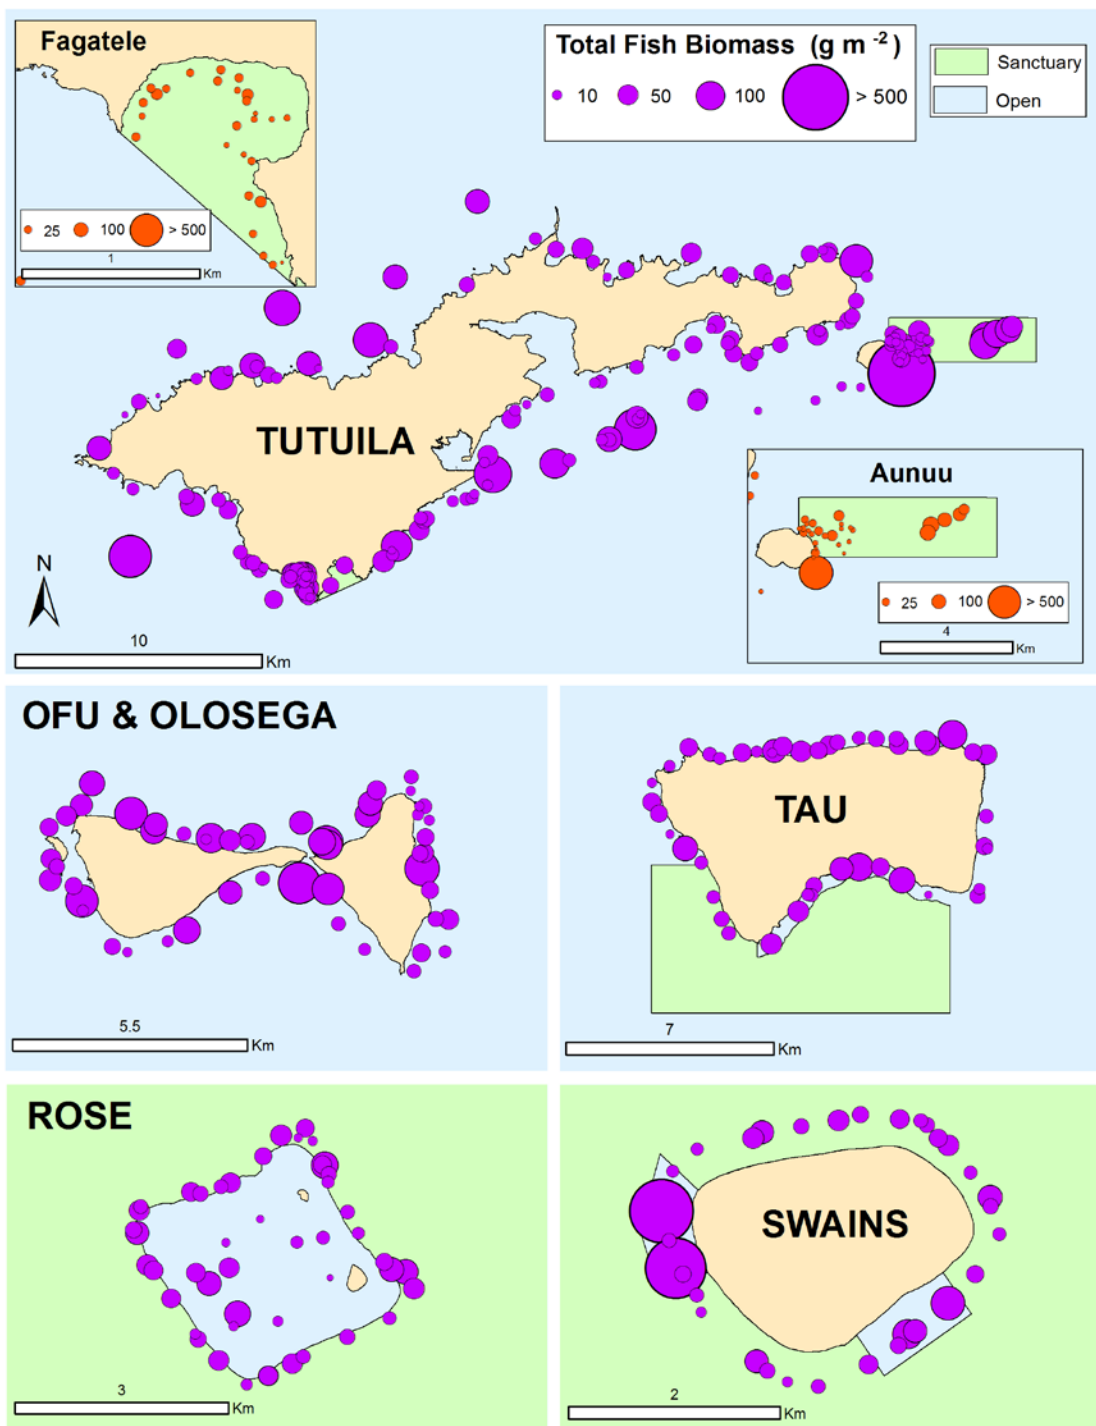 Fagatele
25 100 > 500
1
Km
Total Fish Biomass (g m -2)
10 50 100 > 500
Sanctuary
Open
TUTUILA
N
10
Km
Aunuu
25 100 > 500
4
Km
OFU & OLOSEGA
5.5
Km
TAU
7
Km
ROSE
3
Km
SWAINS
2
Km